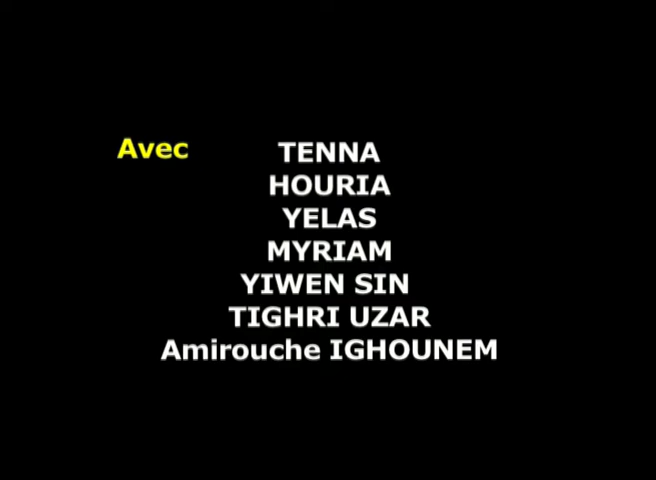 Avec TENNA
HOURIA
YELAS
MYRIAM
YIWEN SIN
TIGHRI UZAR
Amirouche IGHOUNEM